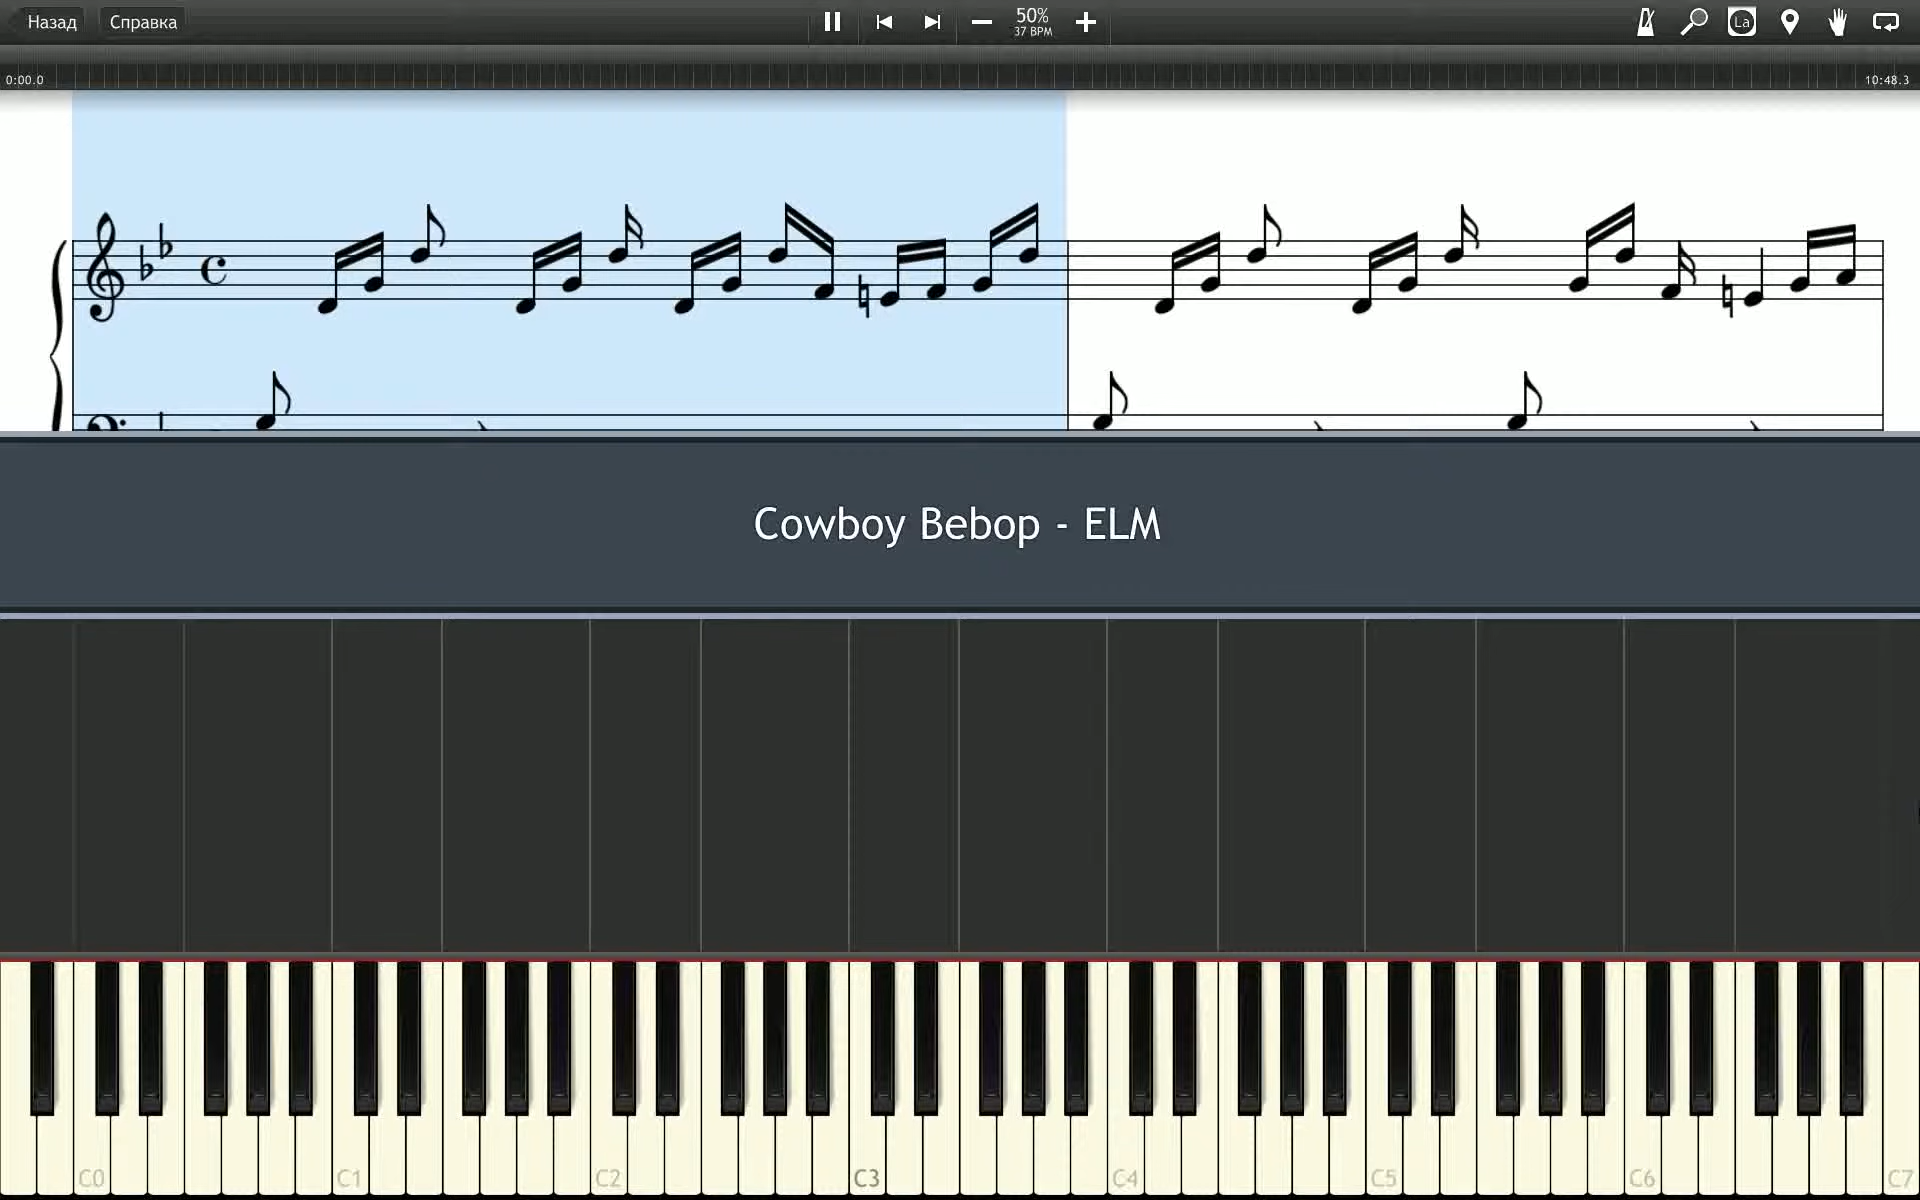 Назад Справка 50% La
37 BPM
0:00.0 10:48.3
Cowboy Bebop - ELM
C0 C1 C2 C3 C4 C5 C6 C7